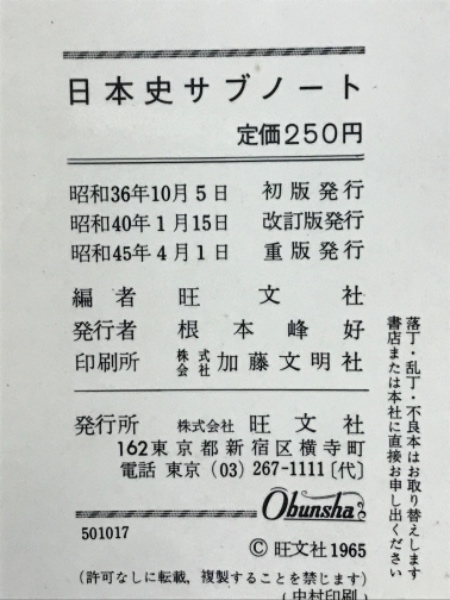 日本史サブノート
定価250円
昭和36年10月5日 初版発行
昭和40年1月15日 改訂版発行
昭和45年4月1日 重版発行
編者 旺文社
発行者 根本峰好
印刷所 株式会社 加藤文明社
発行所 株式会社 旺文社
162東京都新宿区横寺町
電話 東京 (03) 267-1111〔代〕
Obunsha
501017
Ⓒ 旺文社 1965
(許可なしに転載,複製することを禁じます)
(中村印刷)
落丁・乱丁・不良本はお取り替えします
書店または本社に直接お申し出ください